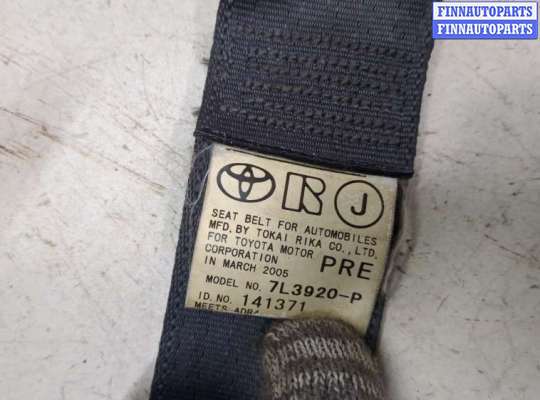 FINNAUTOPARTS
FINNAUTOPARTS
J
SEAT BELT FOR AUTOMOBILES
MFD. BY TOKAI RIKA CO., LTD.
FOR TOYOTA MOTOR
CORPORATION PRE
IN MARCH 2005
MODEL NO. 7L3920-P
ID. NO. 141371
MEETS